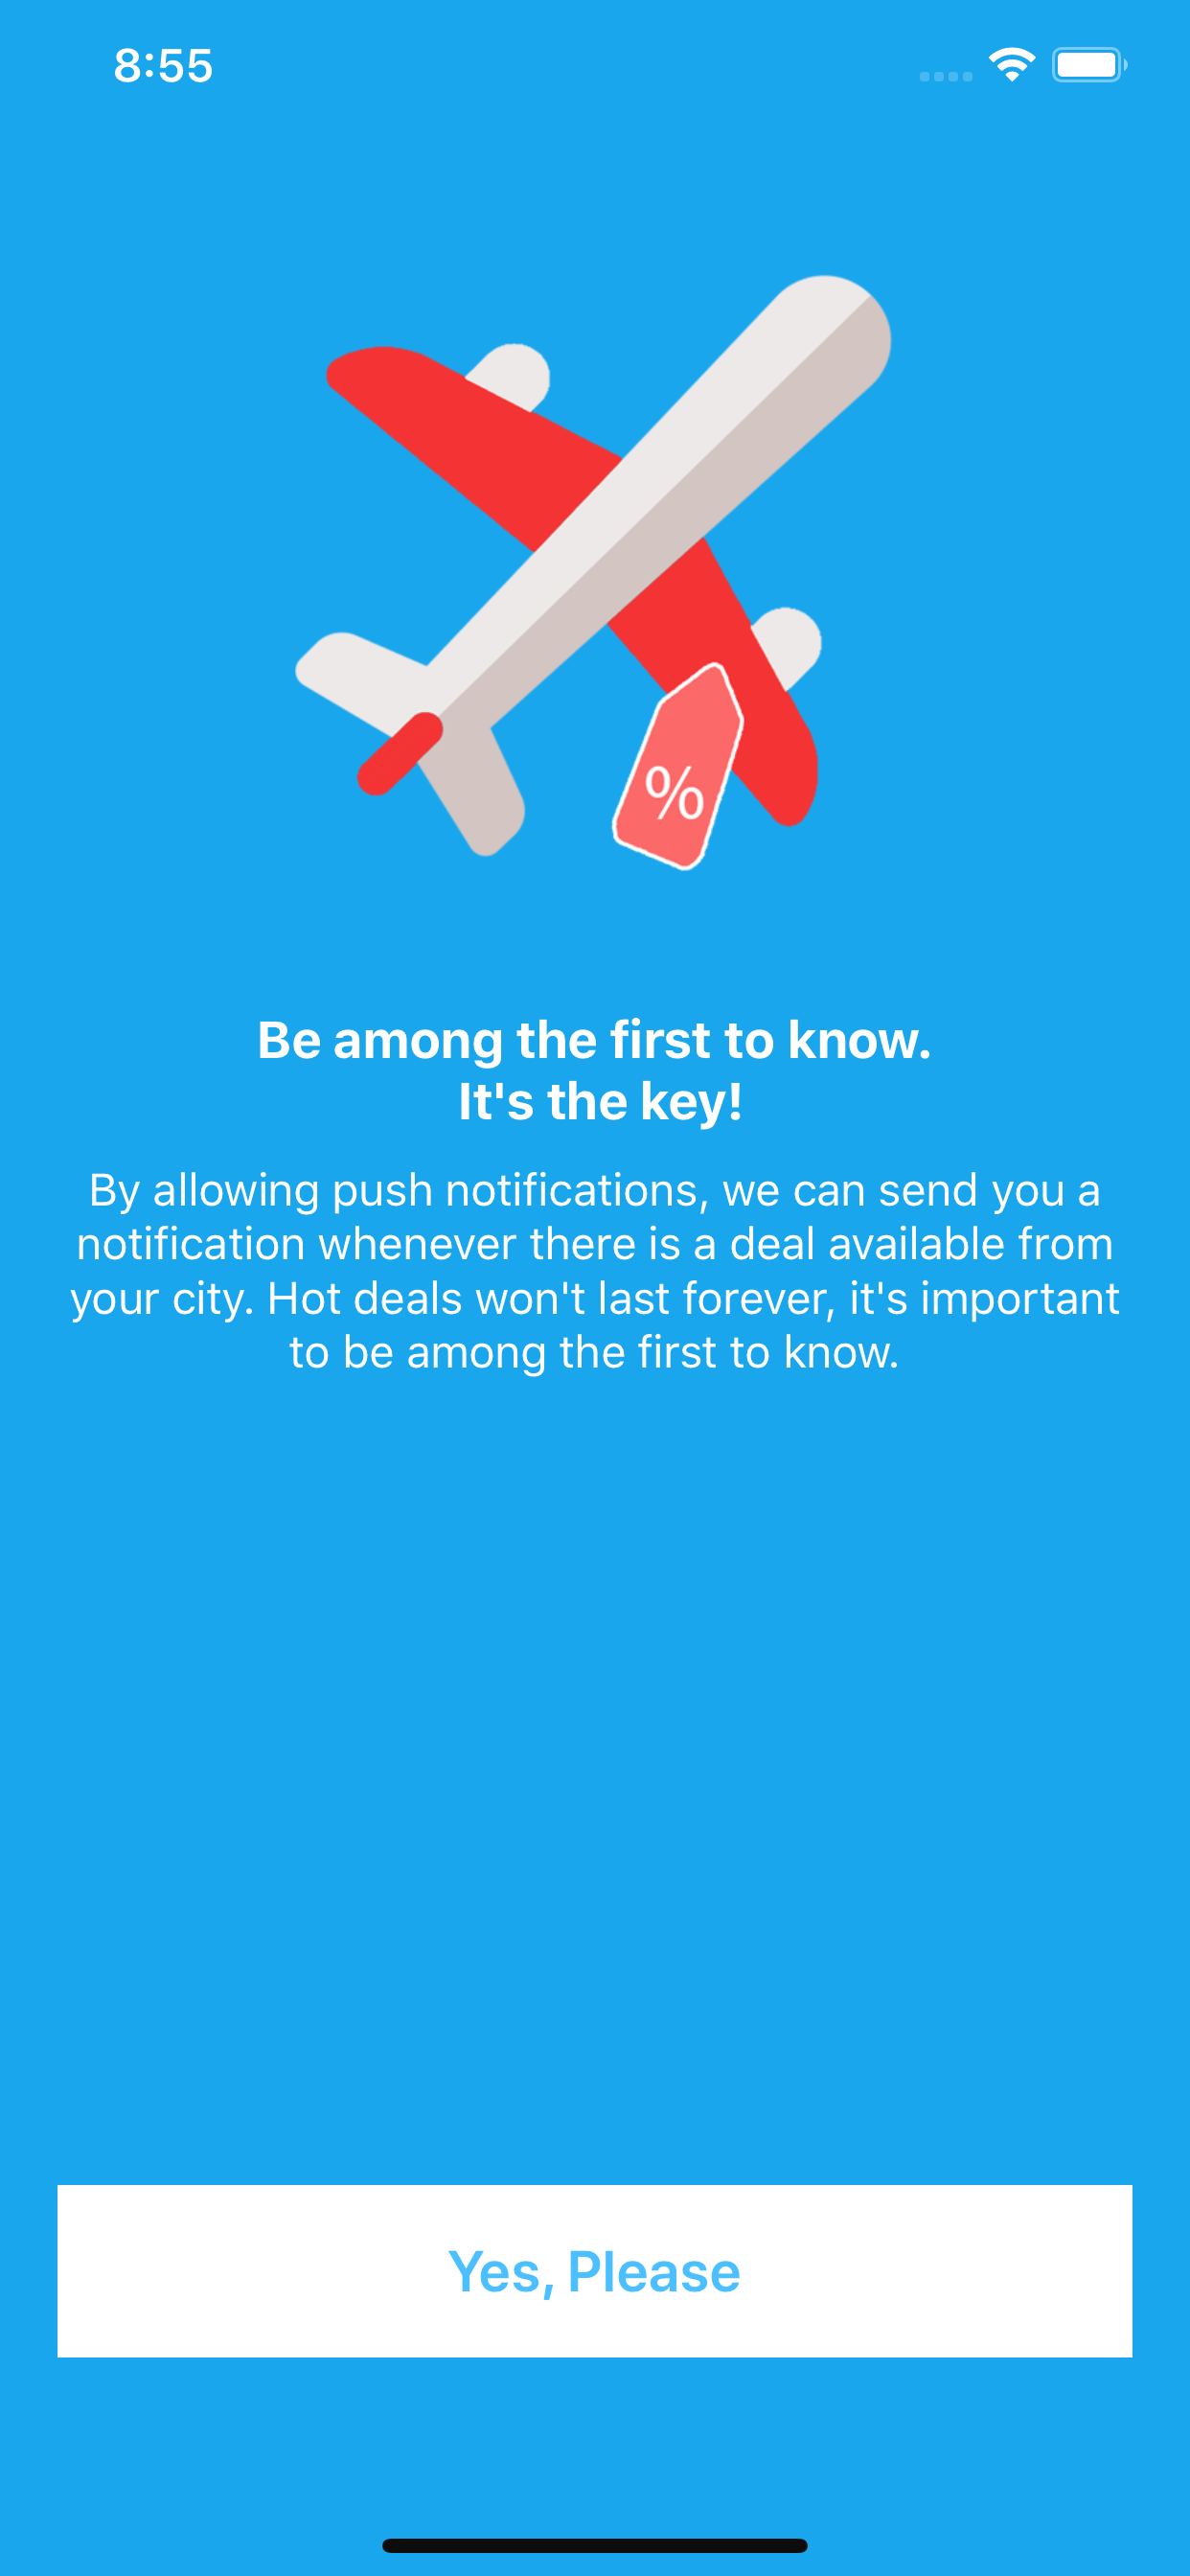 8:55
%
Be among the first to know.
It's the key!
By allowing push notifications, we can send you a
notification whenever there is a deal available from
your city. Hot deals won't last forever, it's important
to be among the first to know.
Yes, Please